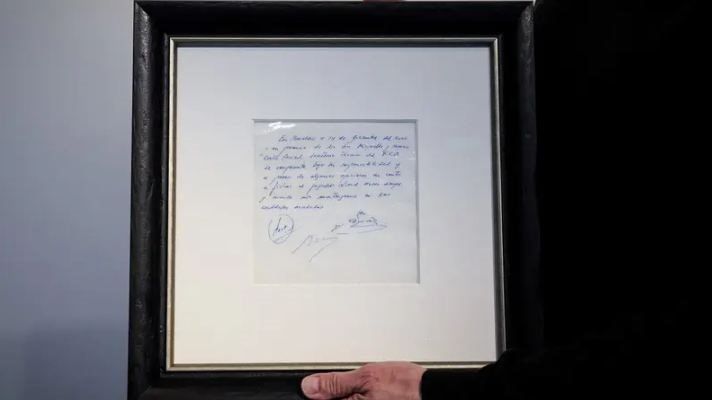 En Barcelona a 14 de diciembre del 2000
en presencia de los Srs Minguella y Horacio
Carles Rexach Secretario Técnico del F.C.B
se compromete bajo su responsabilidad y
a pesar de algunas opiniones en contra
a fichar al jugador Lionel Messi siempre
y cuando nos mantengamos en las
cantidades acordadas